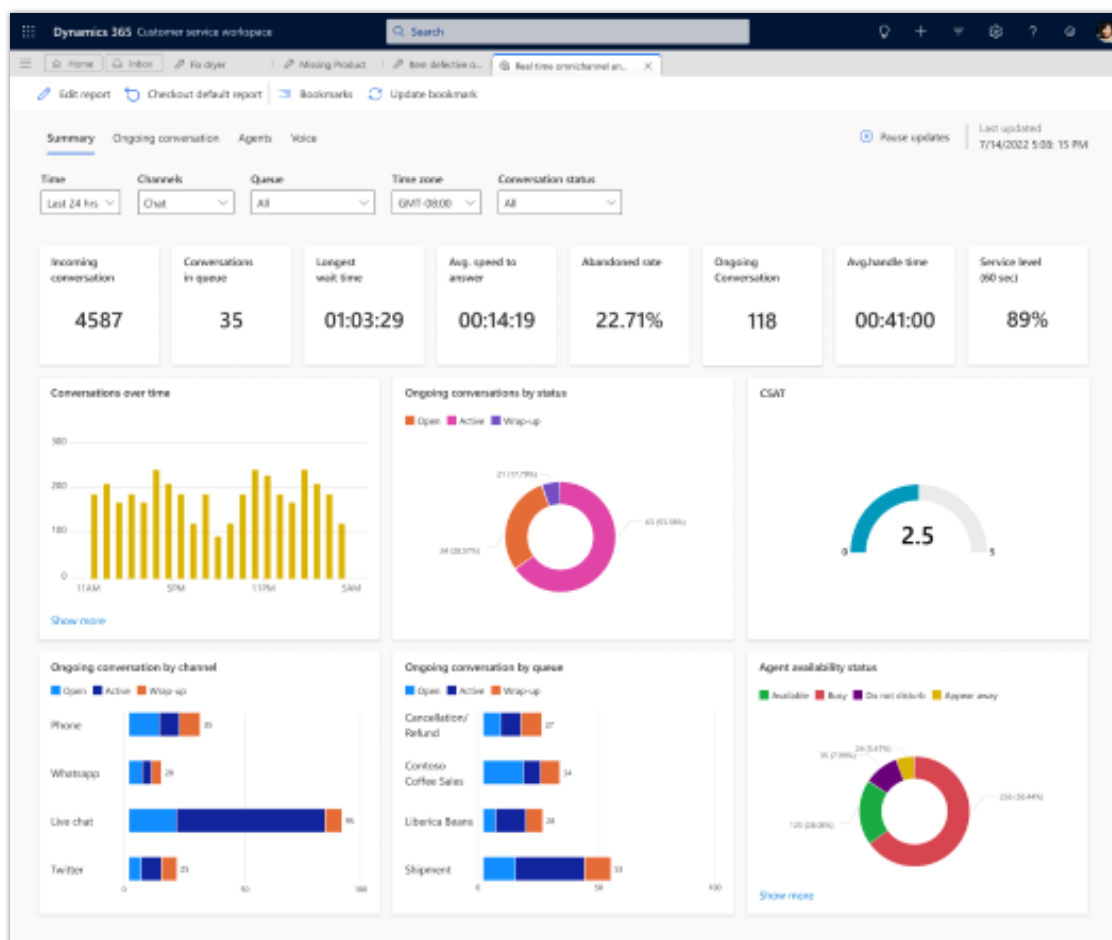 Dynamics 365 Customer service workspace
Search
?
Home
Inbox
Fix dryer
Missing Product
Item defective o...
Real time omnichannel an...
Edit report
Checkout default report
Bookmarks
Update bookmark
Summary
Ongoing conversation
Agents
Voice
Pause updates
Last updated
7/14/2022 5:08: 15 PM
Time
Channels
Queue
Time zone
Conversation status
Last 24 hrs
Chat
All
GMT-08:00
All
Incoming
conversation
4587
Conversations
in queue
35
Longest
wait time
01:03:29
Avg. speed to
answer
00:14:19
Abandoned rate
22.71%
Ongoing
Conversation
118
Avg.handle time
00:41:00
Service level
(60 sec)
89%
Conversations over time
300
200
100
0
11AM
5PM
11PM
5AM
Show more
Ongoing conversations by status
Open
Active
Wrap-up
21 (17.79%)
CSAT
2.5
0
5
Ongoing conversation by channel
Open
Active
Wrap-up
Phone
Whatsapp
Live chat
Twitter
25
0
50
100
Ongoing conversation by queue
Open
Active
Wrap-up
Cancellation/
Refund
27
Contoso
Coffee Sales
34
Liberica Beans
Shipment
53
0
50
100
Agent availability status
Available
Busy
Do not disturb
Appear away
Show more